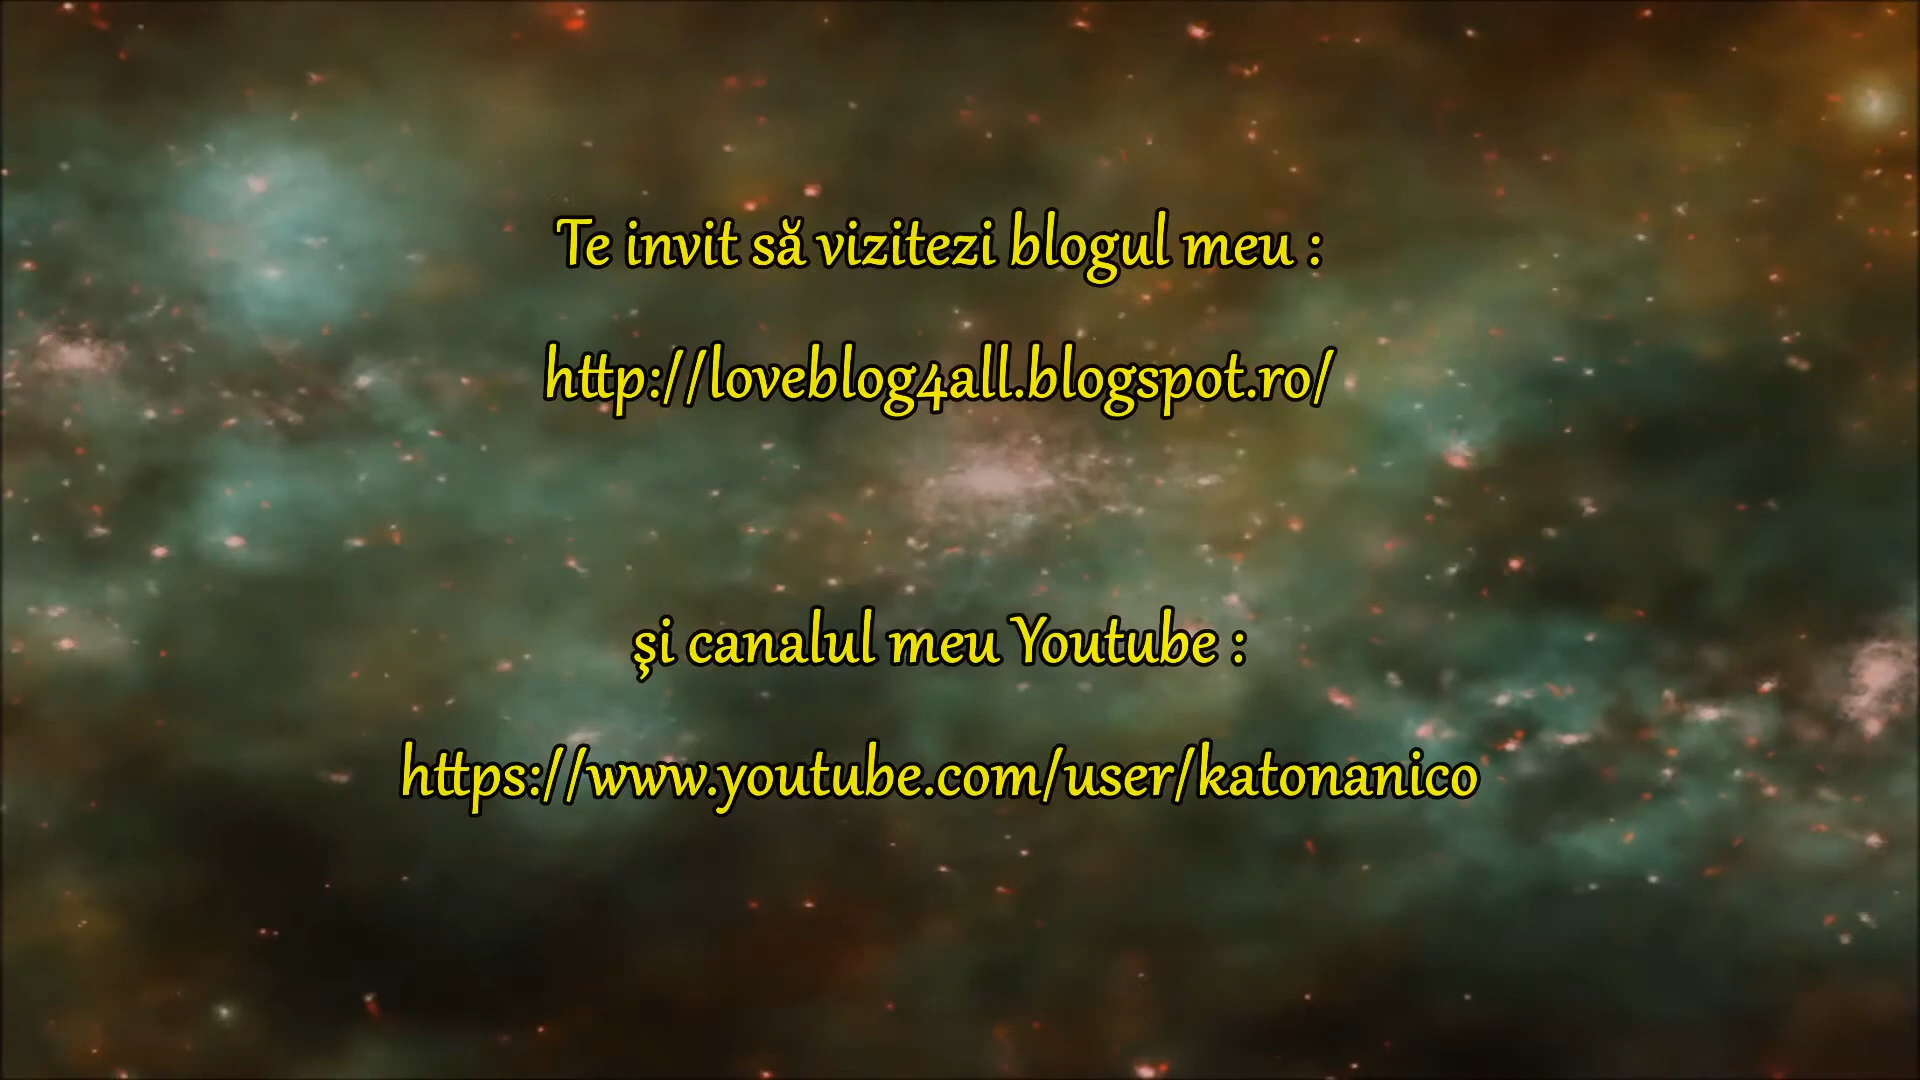 Te invit să vizitezi blogul meu :
http://loveblog4all.blogspot.ro/
şi canalul meu Youtube :
https://www.youtube.com/user/katonanico